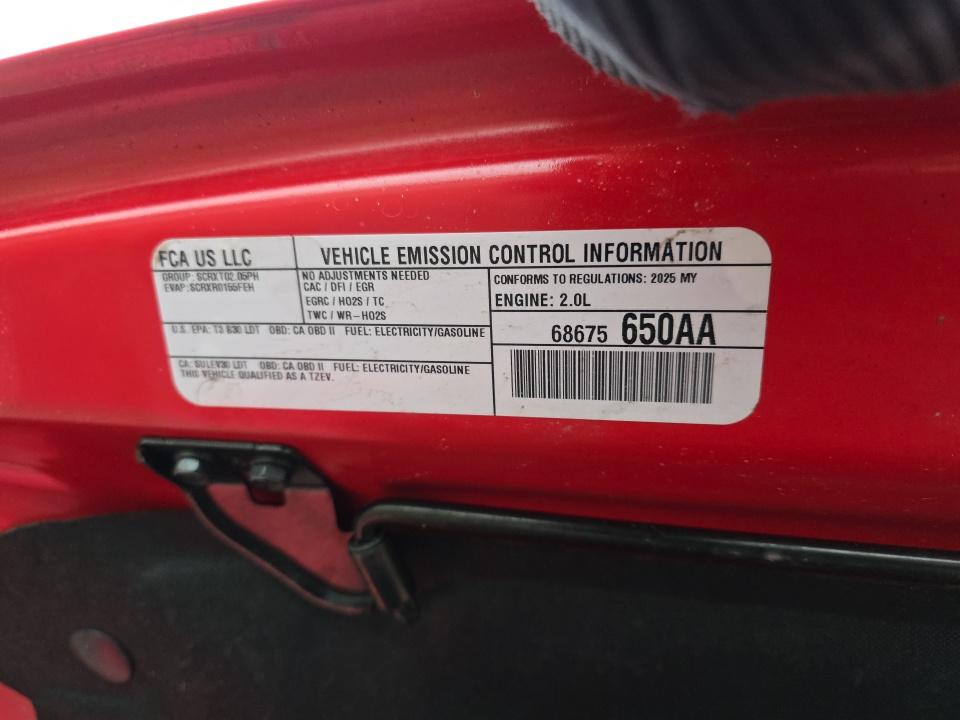 FCA US LLC
GROUP: SCRXT02.05PH
EVAP: SCRXR0155FEH
VEHICLE EMISSION CONTROL INFORMATION
NO ADJUSTMENTS NEEDED
CAC / DFI / EGR
EGRC / HO2S / TC
TWC / WR-HO2S
CONFORMS TO REGULATIONS: 2025 MY
ENGINE: 2.0L
U.S. EPA: T3 B30 LDT OBD: CA OBD II FUEL: ELECTRICITY/GASOLINE
68675 650AA
CA: SULEV30 LDT OBD: CA OBD II FUEL: ELECTRICITY/GASOLINE
THIS VEHICLE QUALIFIED AS A TZEV.